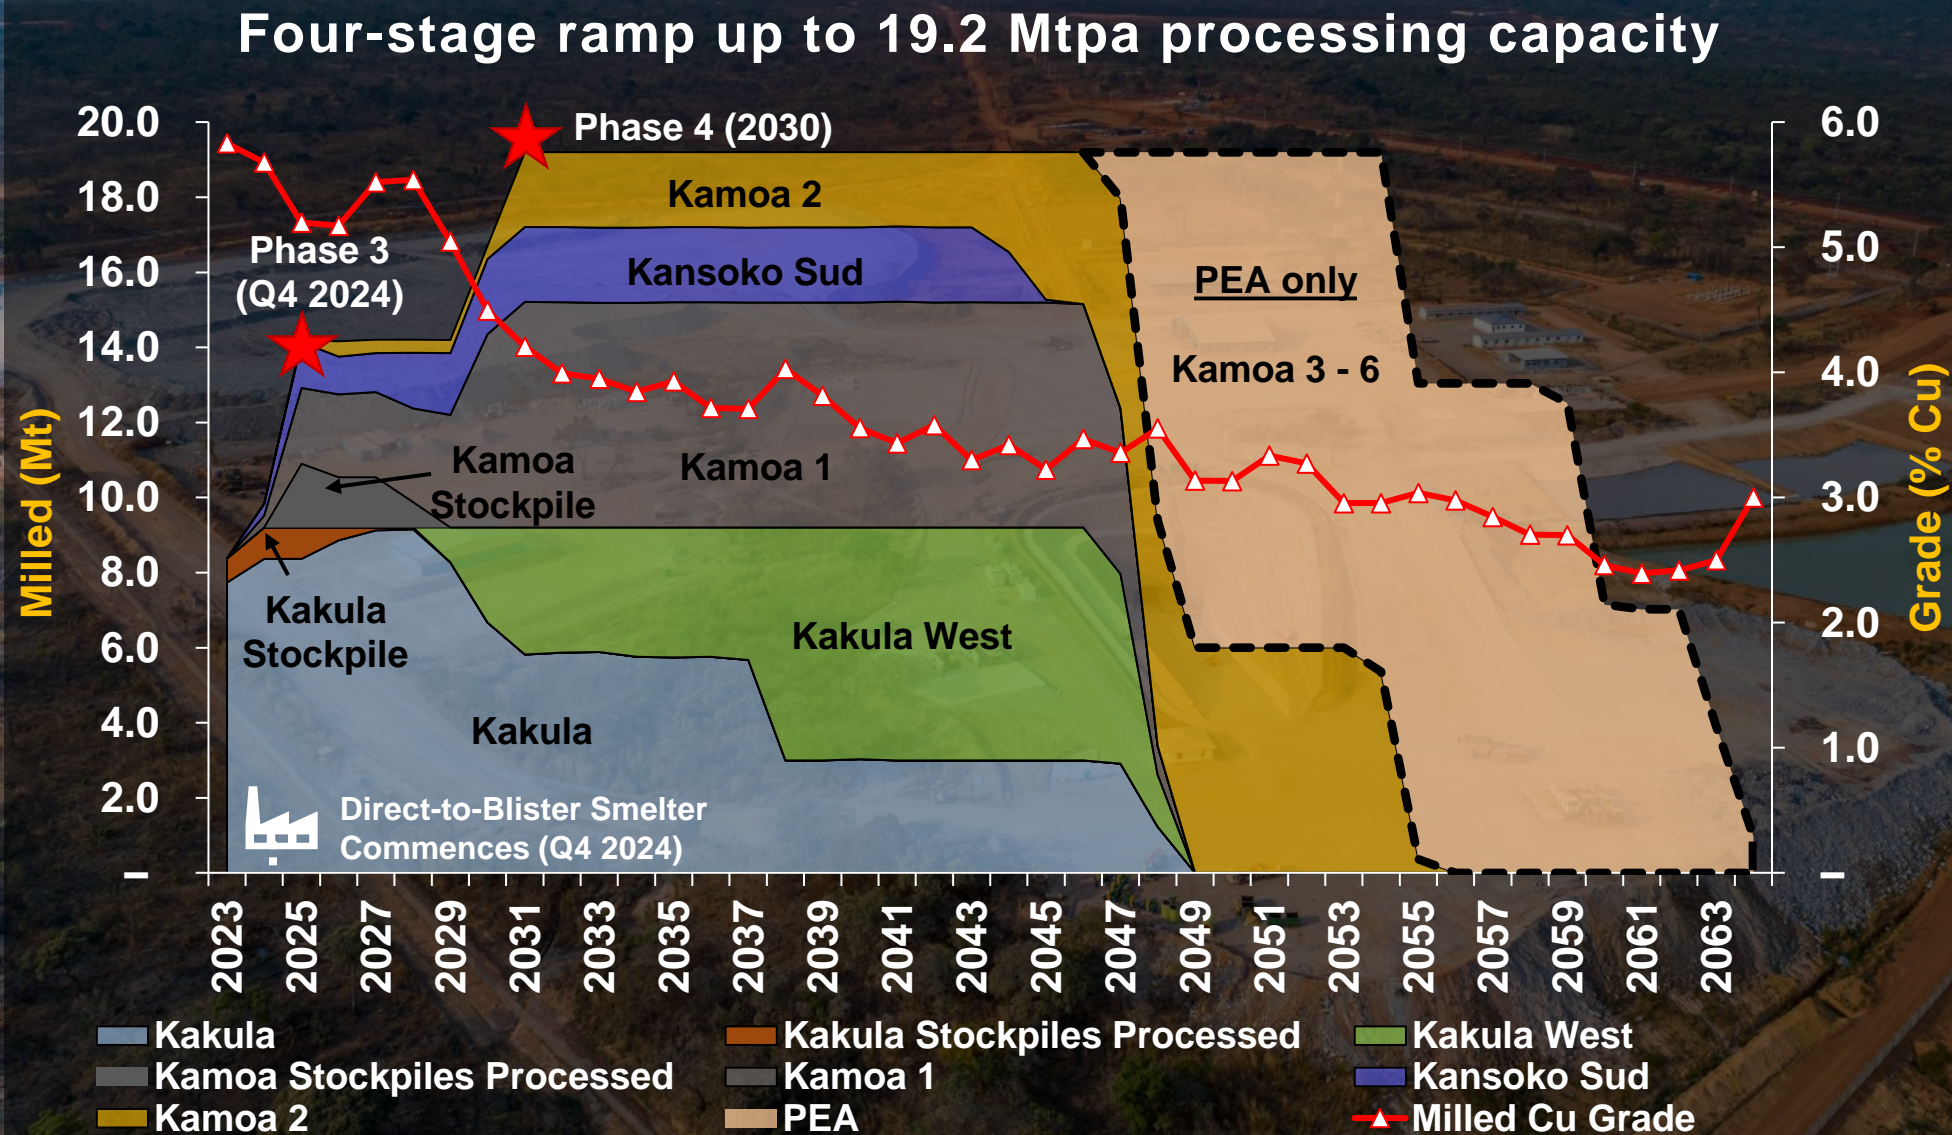 Four-stage ramp up to 19.2 Mtpa processing capacity
20.0
18.0
16.0
14.0
12.0
10.0
8.0
6.0
4.0
2.0
–
Milled (Mt)
6.0
5.0
4.0
3.0
2.0
1.0
–
Grade (% Cu)
Phase 4 (2030)
Phase 3
(Q4 2024)
Kamoa 2
Kansoko Sud
PEA only
Kamoa 3 - 6
Kamoa
Stockpile
Kamoa 1
Kakula
Stockpile
Kakula West
Kakula
Direct-to-Blister Smelter
Commences (Q4 2024)
2023
2025
2027
2029
2031
2033
2035
2037
2039
2041
2043
2045
2047
2049
2051
2053
2055
2057
2059
2061
2063
Kakula
Kakula Stockpiles Processed
Kakula West
Kamoa Stockpiles Processed
Kamoa 1
Kansoko Sud
Kamoa 2
PEA
Milled Cu Grade